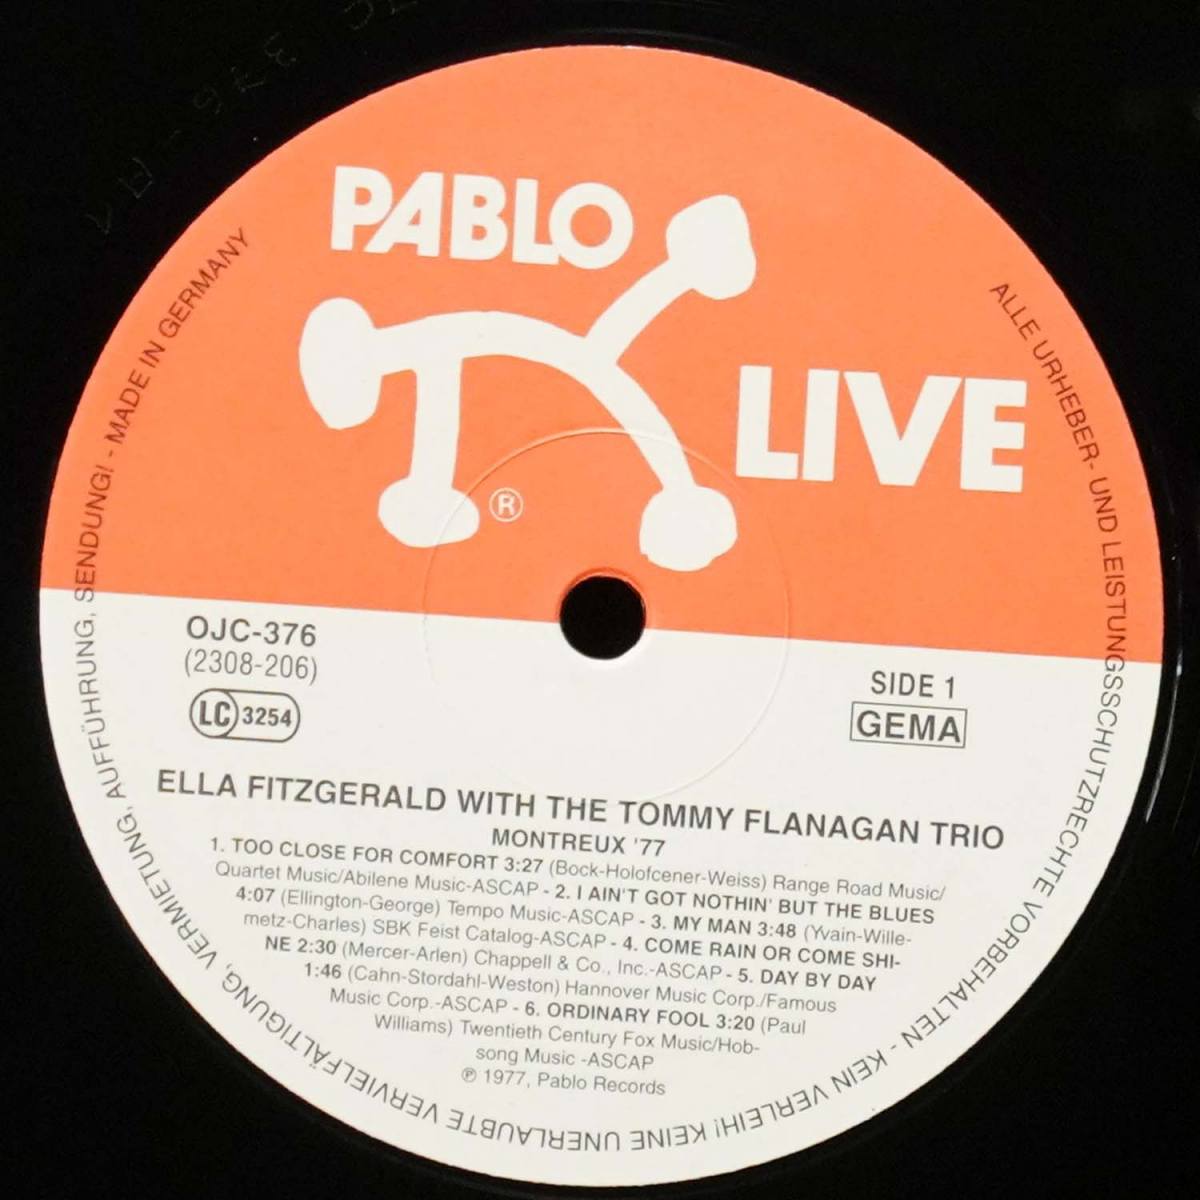 PABLO
LIVE
®
OJC-376
(2308-206)
LC 3254
SIDE 1
GEMA
ELLA FITZGERALD WITH THE TOMMY FLANAGAN TRIO
MONTREUX '77
1. TOO CLOSE FOR COMFORT 3:27 (Bock-Holofcener-Weiss) Range Road Music/
Quartet Music/Abilene Music-ASCAP - 2. I AIN'T GOT NOTHIN' BUT THE BLUES
4:07 (Ellington-George) Tempo Music-ASCAP - 3. MY MAN 3:48 (Yvain-Wille-
metz-Charles) SBK Feist Catalog-ASCAP - 4. COME RAIN OR COME SHI-
NE 2:30 (Mercer-Arlen) Chappell & Co., Inc.-ASCAP - 5. DAY BY DAY
1:46 (Cahn-Stordahl-Weston) Hannover Music Corp./Famous
Music Corp.-ASCAP - 6. ORDINARY FOOL 3:20 (Paul
Williams) Twentieth Century Fox Music/Hob-
song Music -ASCAP
℗ 1977, Pablo Records
ALLE URHEBER- UND LEISTUNGSSCHUTZRECHTE VORBEHALTEN - KEIN VERLEIH! KEINE UNERLAUBTE VERVIELFÄLTIGUNG, VERMIETUNG, AUFFÜHRUNG, SENDUNG! - MADE IN GERMANY